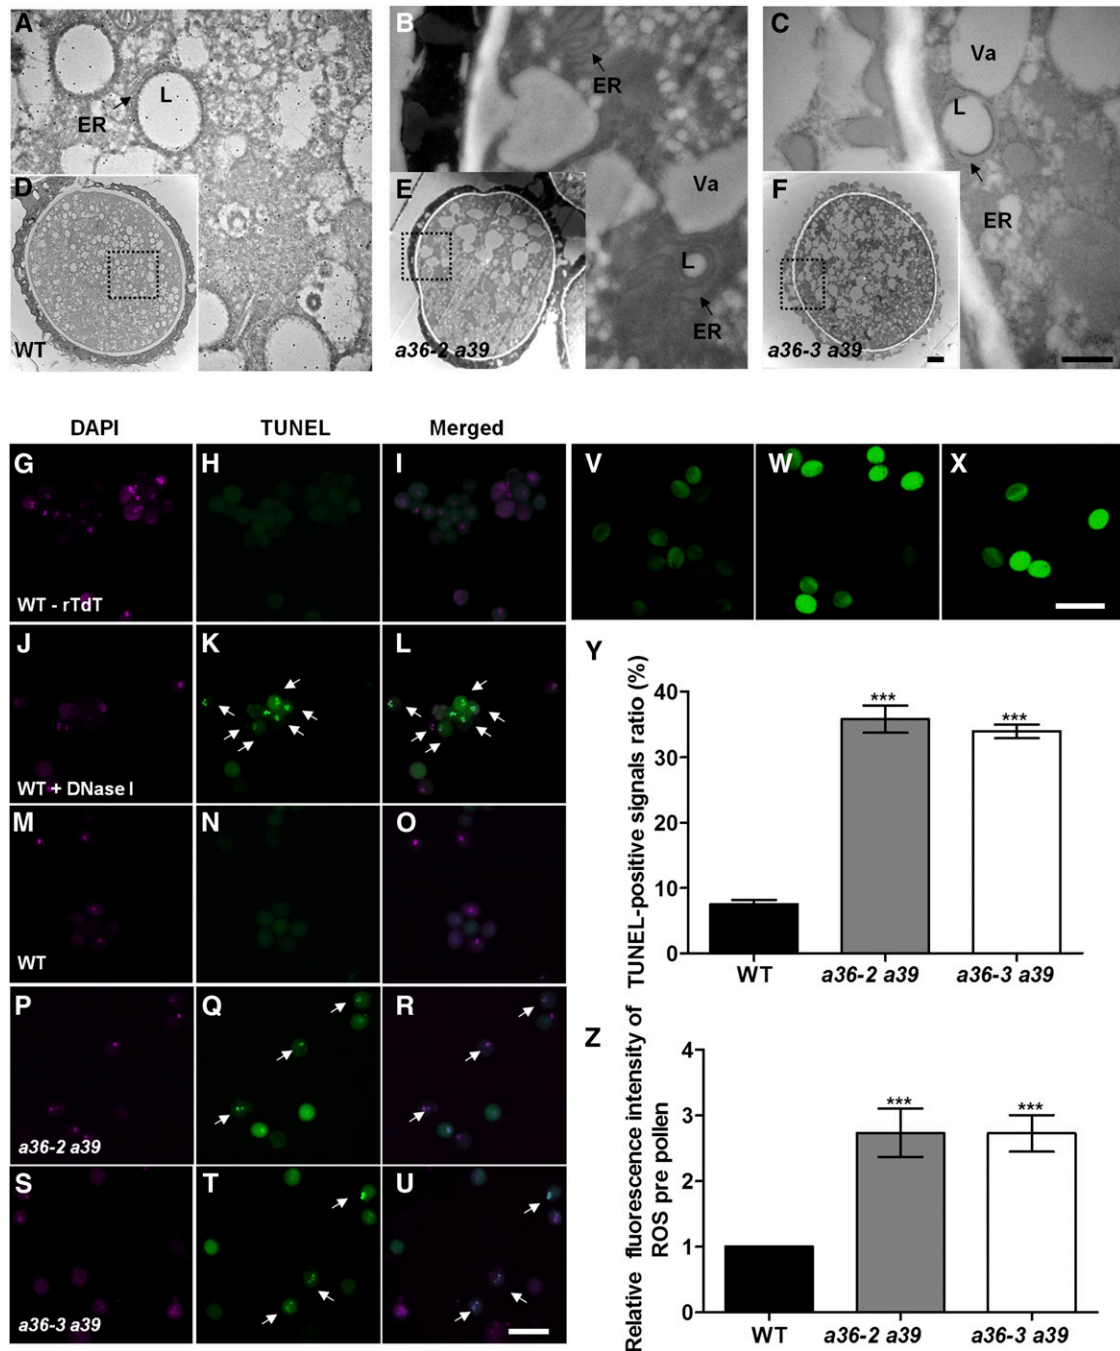 A
L
ER
D
WT
B
ER
Va
L
ER
E
a36-2 a39
C
Va
L
ER
F
a36-3 a39
DAPI TUNEL Merged
G H I
WT - rTdT
J K L
WT + DNase I
M N O
WT
P Q R
a36-2 a39
S T U
a36-3 a39
V W X
Y
TUNEL-positive signals ratio (%)
40
30
20
10
0
***
***
WT a36-2 a39 a36-3 a39
Z
Relative fluorescence intensity of
ROS pre pollen
4
3
2
1
0
***
***
WT a36-2 a39 a36-3 a39